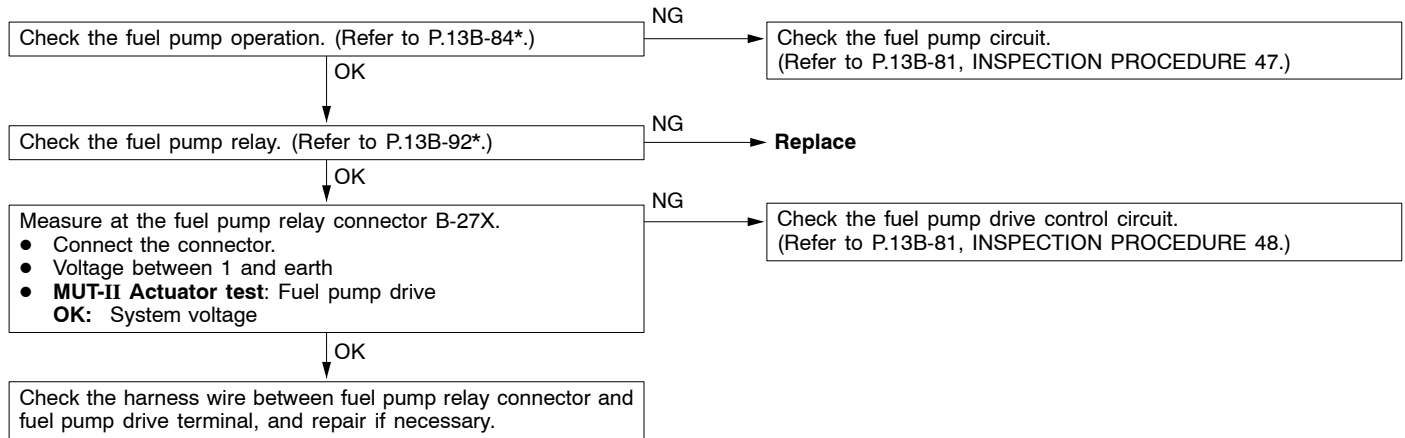 Check the fuel pump operation. (Refer to P.13B-84*.)
NG
Check the fuel pump circuit.
(Refer to P.13B-81, INSPECTION PROCEDURE 47.)
OK
Check the fuel pump relay. (Refer to P.13B-92*.)
NG
Replace
OK
Measure at the fuel pump relay connector B-27X.
● Connect the connector.
● Voltage between 1 and earth
● MUT-II Actuator test: Fuel pump drive
OK: System voltage
NG
Check the fuel pump drive control circuit.
(Refer to P.13B-81, INSPECTION PROCEDURE 48.)
OK
Check the harness wire between fuel pump relay connector and
fuel pump drive terminal, and repair if necessary.